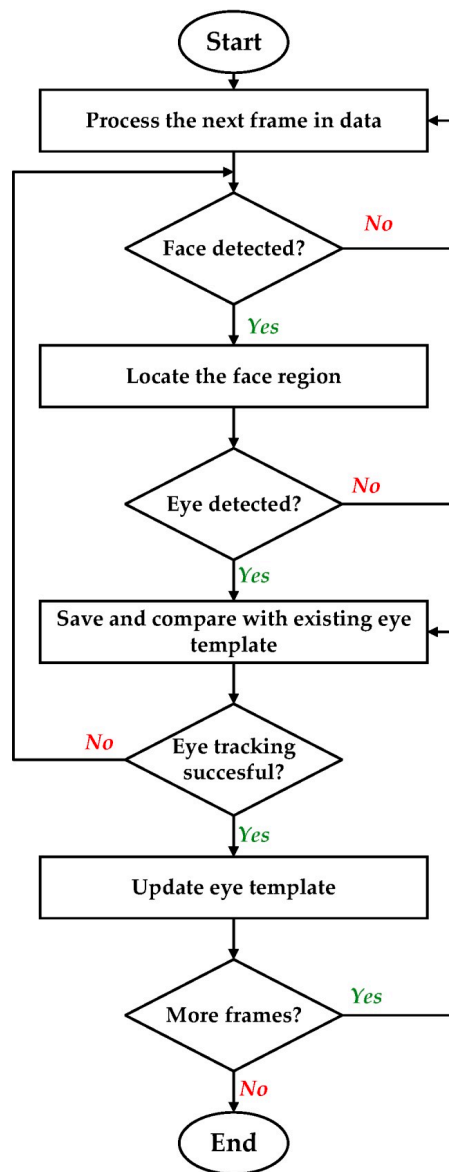 Start
Process the next frame in data
Face detected?
No
Yes
Locate the face region
Eye detected?
No
Yes
Save and compare with existing eye
template
No
Eye tracking
succesful?
Yes
Update eye template
More frames?
Yes
No
End